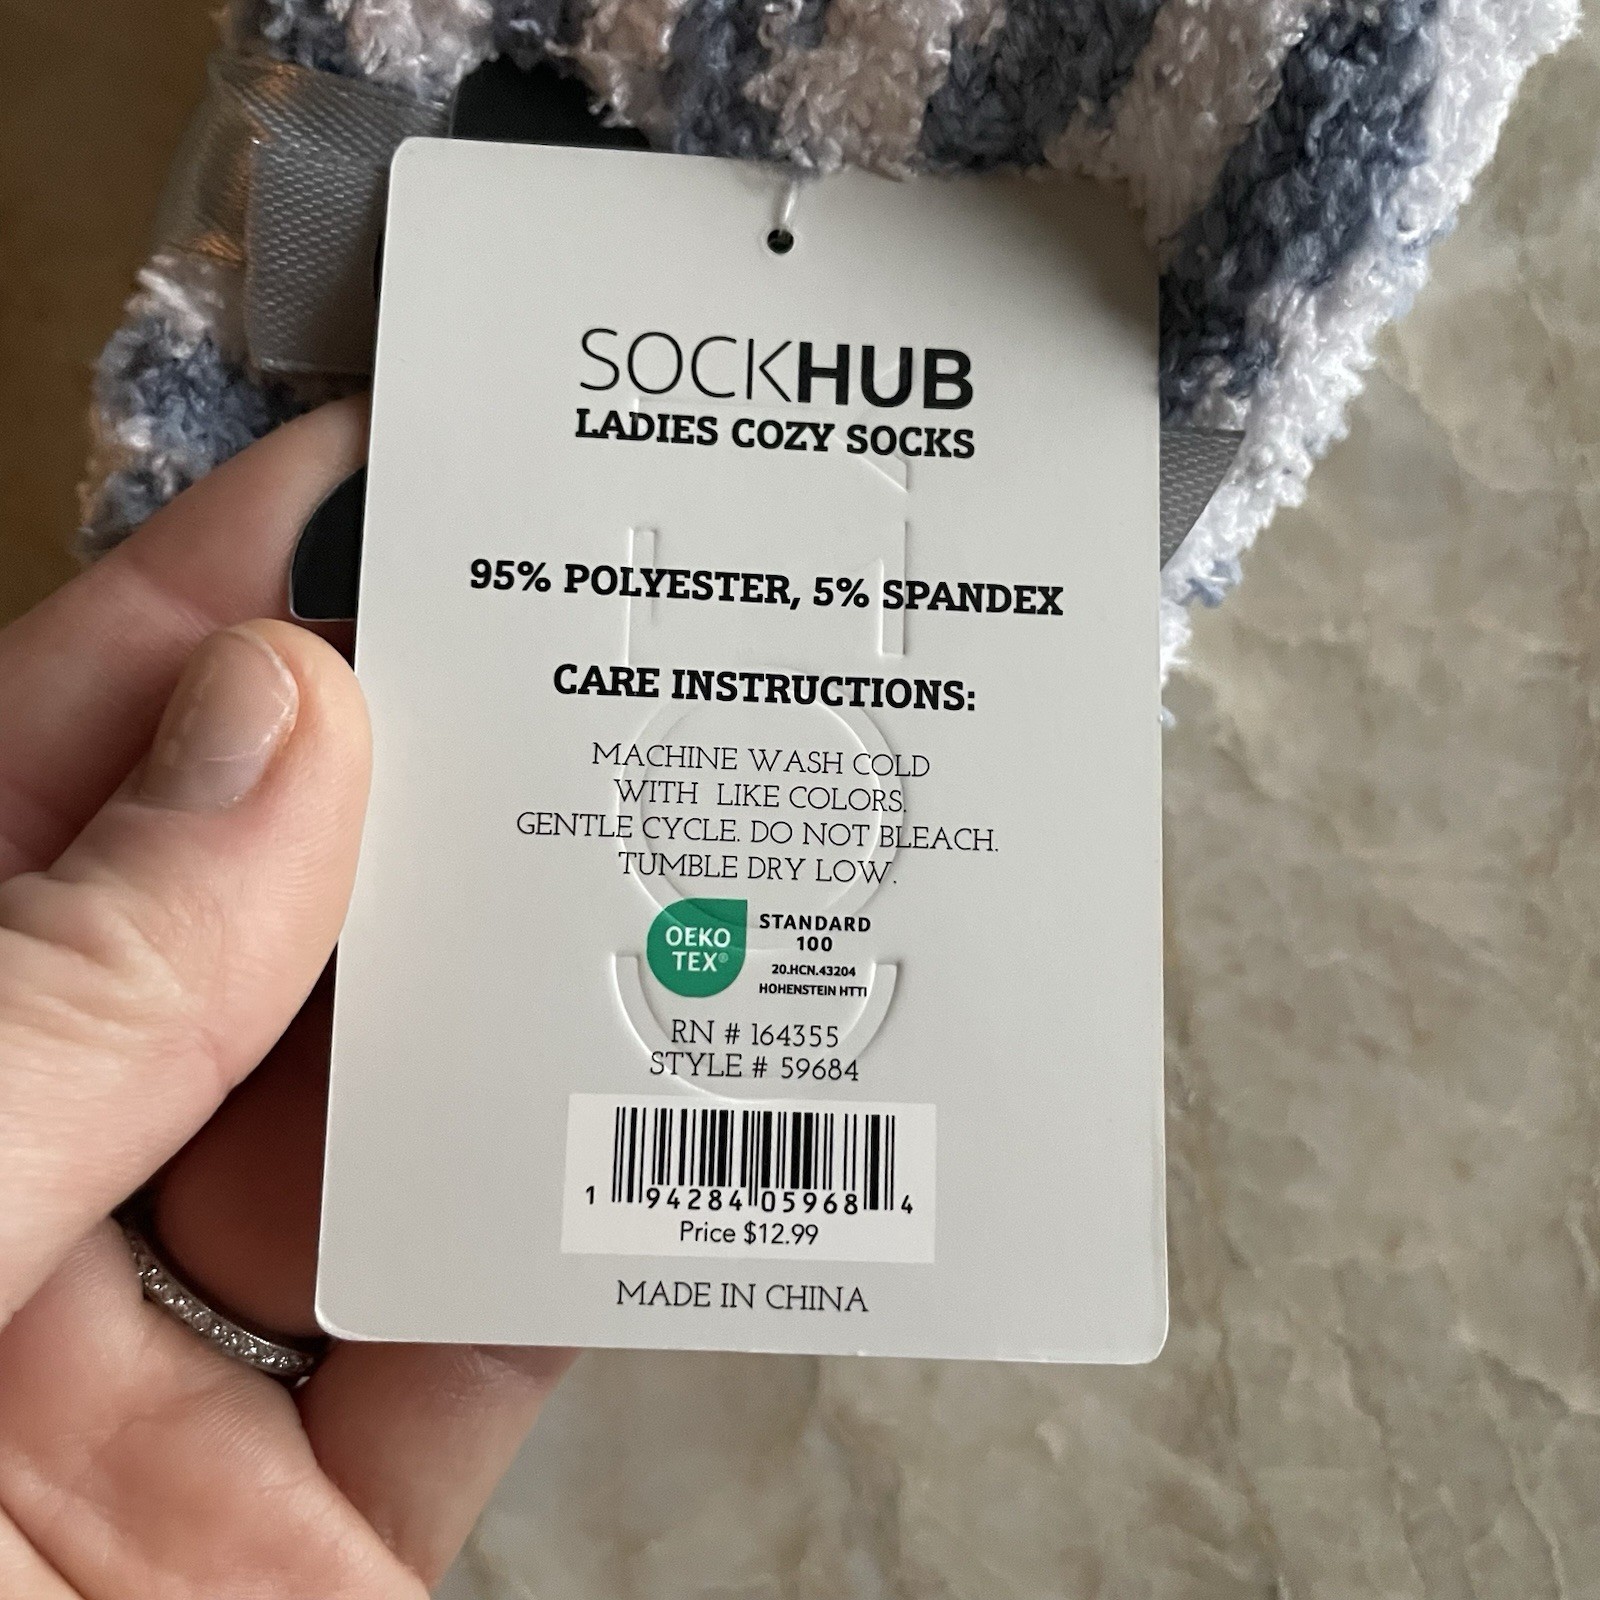 SOCKHUB
LADIES COZY SOCKS
95% POLYESTER, 5% SPANDEX
CARE INSTRUCTIONS:
MACHINE WASH COLD
WITH LIKE COLORS.
GENTLE CYCLE. DO NOT BLEACH.
TUMBLE DRY LOW.
OEKO
TEX®
STANDARD
100
20.HCN.43204
HOHENSTEIN HTTI
RN # 164355
STYLE # 59684
1 94284 05968 4
Price $12.99
MADE IN CHINA